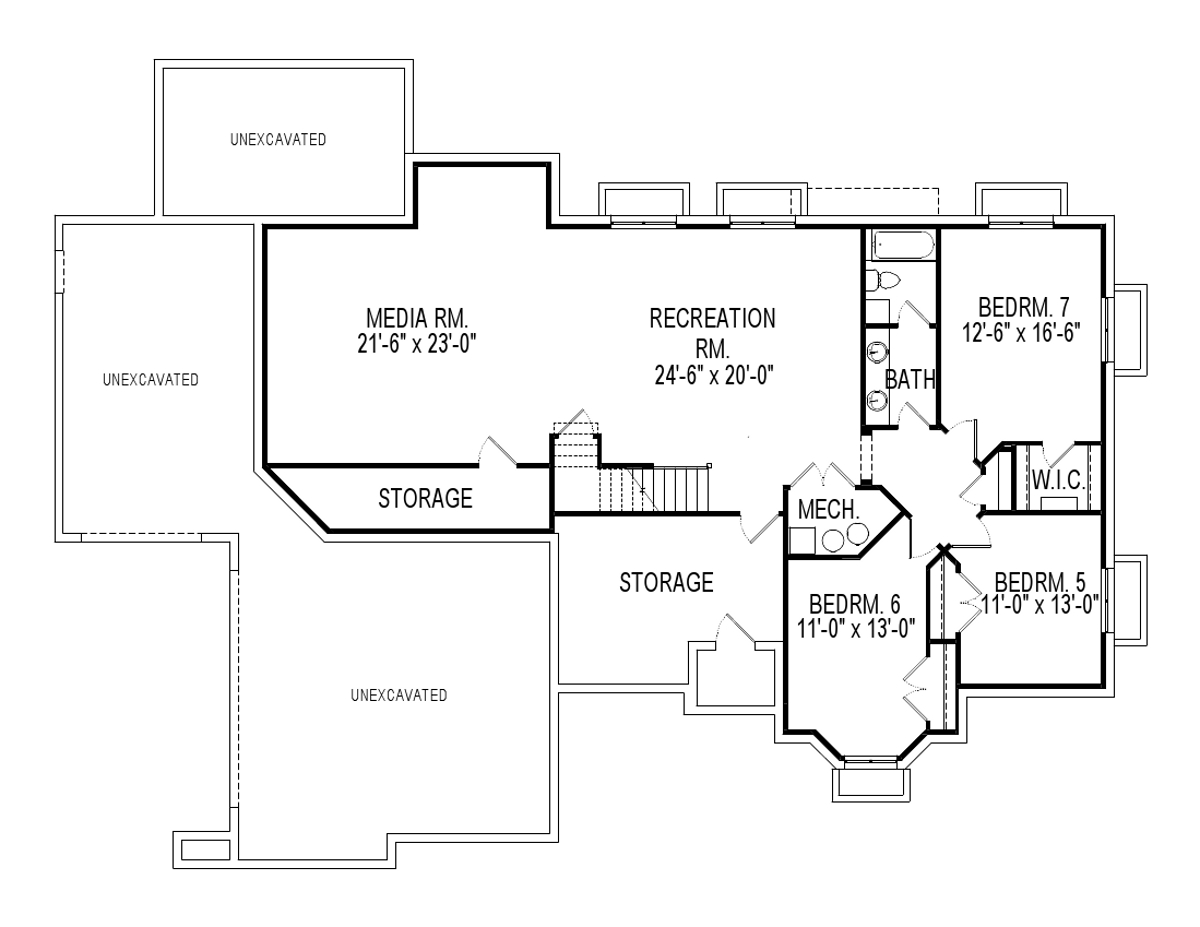 UNEXCAVATED
MEDIA RM.
21'-6" x 23'-0"
RECREATION
RM.
24'-6" x 20'-0"
BEDRM. 7
12'-6" x 16'-6"
UNEXCAVATED
BATH
STORAGE
W.I.C.
MECH.
STORAGE
BEDRM. 6
11'-0" x 13'-0"
BEDRM. 5
11'-0" x 13'-0"
UNEXCAVATED